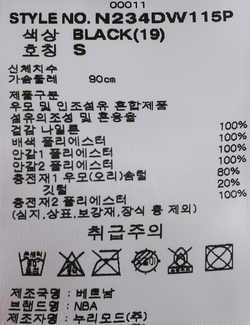 00011
STYLE NO. N234DW115P
색상 BLACK(19)
호칭 S
신체치수
가슴둘레 90cm
제품구분
우모 및 인조섬유 혼합제품
섬유의조성 및 혼용율
겉감 나일론 100%
배색 폴리에스터 100%
안감1 폴리에스터 100%
안감2 폴리에스터 100%
충전재1 우모(오리)솜털 80%
깃털 20%
충전재2 폴리에스터 100%
(심지,상표,보강재,장식 등 제외)
취급주의
제조국명 : 베트남
브랜드명 : NBA
제조자명 : 누리모드(주)